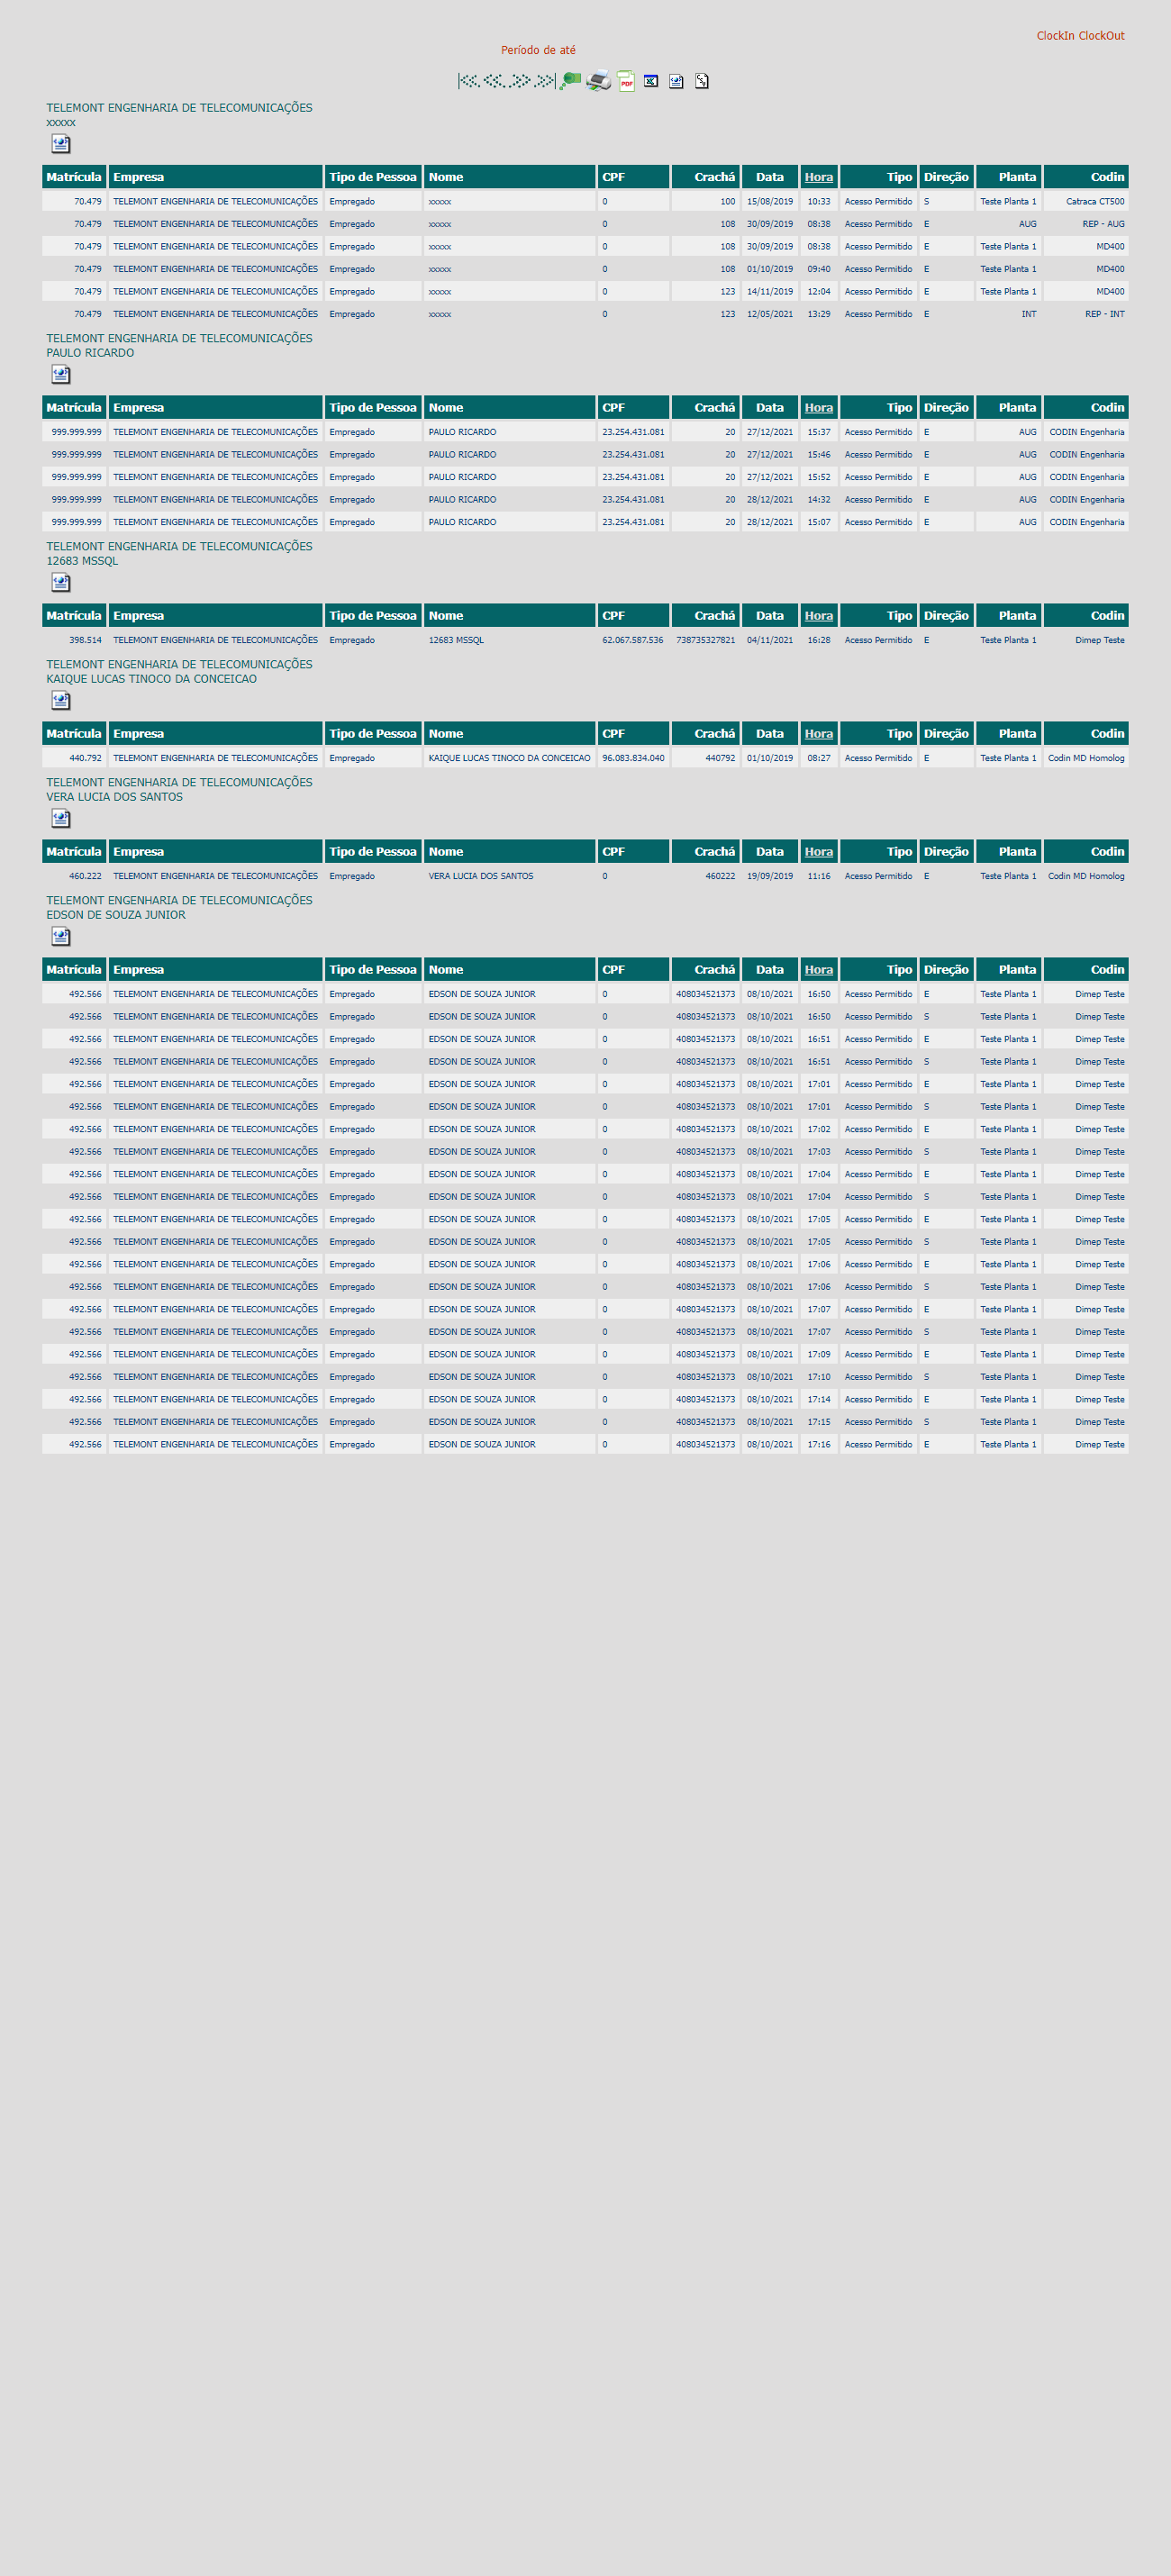 ClockIn ClockOut
Período de até
PDF
TELEMONT ENGENHARIA DE TELECOMUNICAÇÕES
xxxxx
Matrícula Empresa Tipo de Pessoa Nome CPF Crachá Data Hora Tipo Direção Planta Codin
70.479 TELEMONT ENGENHARIA DE TELECOMUNICAÇÕES Empregado xxxxx 0 100 15/08/2019 10:33 Acesso Permitido S Teste Planta 1 Catraca CT500
70.479 TELEMONT ENGENHARIA DE TELECOMUNICAÇÕES Empregado xxxxx 0 108 30/09/2019 08:38 Acesso Permitido E AUG REP - AUG
70.479 TELEMONT ENGENHARIA DE TELECOMUNICAÇÕES Empregado xxxxx 0 108 30/09/2019 08:38 Acesso Permitido E Teste Planta 1 MD400
70.479 TELEMONT ENGENHARIA DE TELECOMUNICAÇÕES Empregado xxxxx 0 108 01/10/2019 09:40 Acesso Permitido E Teste Planta 1 MD400
70.479 TELEMONT ENGENHARIA DE TELECOMUNICAÇÕES Empregado xxxxx 0 123 14/11/2019 12:04 Acesso Permitido E Teste Planta 1 MD400
70.479 TELEMONT ENGENHARIA DE TELECOMUNICAÇÕES Empregado xxxxx 0 123 12/05/2021 13:29 Acesso Permitido E INT REP - INT
TELEMONT ENGENHARIA DE TELECOMUNICAÇÕES
PAULO RICARDO
Matrícula Empresa Tipo de Pessoa Nome CPF Crachá Data Hora Tipo Direção Planta Codin
999.999.999 TELEMONT ENGENHARIA DE TELECOMUNICAÇÕES Empregado PAULO RICARDO 23.254.431.081 20 27/12/2021 15:37 Acesso Permitido E AUG CODIN Engenharia
999.999.999 TELEMONT ENGENHARIA DE TELECOMUNICAÇÕES Empregado PAULO RICARDO 23.254.431.081 20 27/12/2021 15:46 Acesso Permitido E AUG CODIN Engenharia
999.999.999 TELEMONT ENGENHARIA DE TELECOMUNICAÇÕES Empregado PAULO RICARDO 23.254.431.081 20 27/12/2021 15:52 Acesso Permitido E AUG CODIN Engenharia
999.999.999 TELEMONT ENGENHARIA DE TELECOMUNICAÇÕES Empregado PAULO RICARDO 23.254.431.081 20 28/12/2021 14:32 Acesso Permitido E AUG CODIN Engenharia
999.999.999 TELEMONT ENGENHARIA DE TELECOMUNICAÇÕES Empregado PAULO RICARDO 23.254.431.081 20 28/12/2021 15:07 Acesso Permitido E AUG CODIN Engenharia
TELEMONT ENGENHARIA DE TELECOMUNICAÇÕES
12683 MSSQL
Matrícula Empresa Tipo de Pessoa Nome CPF Crachá Data Hora Tipo Direção Planta Codin
398.514 TELEMONT ENGENHARIA DE TELECOMUNICAÇÕES Empregado 12683 MSSQL 62.067.587.536 738735327821 04/11/2021 16:28 Acesso Permitido E Teste Planta 1 Dimep Teste
TELEMONT ENGENHARIA DE TELECOMUNICAÇÕES
KAIQUE LUCAS TINOCO DA CONCEICAO
Matrícula Empresa Tipo de Pessoa Nome CPF Crachá Data Hora Tipo Direção Planta Codin
440.792 TELEMONT ENGENHARIA DE TELECOMUNICAÇÕES Empregado KAIQUE LUCAS TINOCO DA CONCEICAO 96.083.834.040 440792 01/10/2019 08:27 Acesso Permitido E Teste Planta 1 Codin MD Homolog
TELEMONT ENGENHARIA DE TELECOMUNICAÇÕES
VERA LUCIA DOS SANTOS
Matrícula Empresa Tipo de Pessoa Nome CPF Crachá Data Hora Tipo Direção Planta Codin
460.222 TELEMONT ENGENHARIA DE TELECOMUNICAÇÕES Empregado VERA LUCIA DOS SANTOS 0 460222 19/09/2019 11:16 Acesso Permitido E Teste Planta 1 Codin MD Homolog
TELEMONT ENGENHARIA DE TELECOMUNICAÇÕES
EDSON DE SOUZA JUNIOR
Matrícula Empresa Tipo de Pessoa Nome CPF Crachá Data Hora Tipo Direção Planta Codin
492.566 TELEMONT ENGENHARIA DE TELECOMUNICAÇÕES Empregado EDSON DE SOUZA JUNIOR 0 408034521373 08/10/2021 16:50 Acesso Permitido E Teste Planta 1 Dimep Teste
492.566 TELEMONT ENGENHARIA DE TELECOMUNICAÇÕES Empregado EDSON DE SOUZA JUNIOR 0 408034521373 08/10/2021 16:50 Acesso Permitido S Teste Planta 1 Dimep Teste
492.566 TELEMONT ENGENHARIA DE TELECOMUNICAÇÕES Empregado EDSON DE SOUZA JUNIOR 0 408034521373 08/10/2021 16:51 Acesso Permitido E Teste Planta 1 Dimep Teste
492.566 TELEMONT ENGENHARIA DE TELECOMUNICAÇÕES Empregado EDSON DE SOUZA JUNIOR 0 408034521373 08/10/2021 16:51 Acesso Permitido S Teste Planta 1 Dimep Teste
492.566 TELEMONT ENGENHARIA DE TELECOMUNICAÇÕES Empregado EDSON DE SOUZA JUNIOR 0 408034521373 08/10/2021 17:01 Acesso Permitido E Teste Planta 1 Dimep Teste
492.566 TELEMONT ENGENHARIA DE TELECOMUNICAÇÕES Empregado EDSON DE SOUZA JUNIOR 0 408034521373 08/10/2021 17:01 Acesso Permitido S Teste Planta 1 Dimep Teste
492.566 TELEMONT ENGENHARIA DE TELECOMUNICAÇÕES Empregado EDSON DE SOUZA JUNIOR 0 408034521373 08/10/2021 17:02 Acesso Permitido E Teste Planta 1 Dimep Teste
492.566 TELEMONT ENGENHARIA DE TELECOMUNICAÇÕES Empregado EDSON DE SOUZA JUNIOR 0 408034521373 08/10/2021 17:03 Acesso Permitido S Teste Planta 1 Dimep Teste
492.566 TELEMONT ENGENHARIA DE TELECOMUNICAÇÕES Empregado EDSON DE SOUZA JUNIOR 0 408034521373 08/10/2021 17:04 Acesso Permitido E Teste Planta 1 Dimep Teste
492.566 TELEMONT ENGENHARIA DE TELECOMUNICAÇÕES Empregado EDSON DE SOUZA JUNIOR 0 408034521373 08/10/2021 17:04 Acesso Permitido S Teste Planta 1 Dimep Teste
492.566 TELEMONT ENGENHARIA DE TELECOMUNICAÇÕES Empregado EDSON DE SOUZA JUNIOR 0 408034521373 08/10/2021 17:05 Acesso Permitido E Teste Planta 1 Dimep Teste
492.566 TELEMONT ENGENHARIA DE TELECOMUNICAÇÕES Empregado EDSON DE SOUZA JUNIOR 0 408034521373 08/10/2021 17:05 Acesso Permitido S Teste Planta 1 Dimep Teste
492.566 TELEMONT ENGENHARIA DE TELECOMUNICAÇÕES Empregado EDSON DE SOUZA JUNIOR 0 408034521373 08/10/2021 17:06 Acesso Permitido E Teste Planta 1 Dimep Teste
492.566 TELEMONT ENGENHARIA DE TELECOMUNICAÇÕES Empregado EDSON DE SOUZA JUNIOR 0 408034521373 08/10/2021 17:06 Acesso Permitido S Teste Planta 1 Dimep Teste
492.566 TELEMONT ENGENHARIA DE TELECOMUNICAÇÕES Empregado EDSON DE SOUZA JUNIOR 0 408034521373 08/10/2021 17:07 Acesso Permitido E Teste Planta 1 Dimep Teste
492.566 TELEMONT ENGENHARIA DE TELECOMUNICAÇÕES Empregado EDSON DE SOUZA JUNIOR 0 408034521373 08/10/2021 17:07 Acesso Permitido S Teste Planta 1 Dimep Teste
492.566 TELEMONT ENGENHARIA DE TELECOMUNICAÇÕES Empregado EDSON DE SOUZA JUNIOR 0 408034521373 08/10/2021 17:09 Acesso Permitido E Teste Planta 1 Dimep Teste
492.566 TELEMONT ENGENHARIA DE TELECOMUNICAÇÕES Empregado EDSON DE SOUZA JUNIOR 0 408034521373 08/10/2021 17:10 Acesso Permitido S Teste Planta 1 Dimep Teste
492.566 TELEMONT ENGENHARIA DE TELECOMUNICAÇÕES Empregado EDSON DE SOUZA JUNIOR 0 408034521373 08/10/2021 17:14 Acesso Permitido E Teste Planta 1 Dimep Teste
492.566 TELEMONT ENGENHARIA DE TELECOMUNICAÇÕES Empregado EDSON DE SOUZA JUNIOR 0 408034521373 08/10/2021 17:15 Acesso Permitido S Teste Planta 1 Dimep Teste
492.566 TELEMONT ENGENHARIA DE TELECOMUNICAÇÕES Empregado EDSON DE SOUZA JUNIOR 0 408034521373 08/10/2021 17:16 Acesso Permitido E Teste Planta 1 Dimep Teste